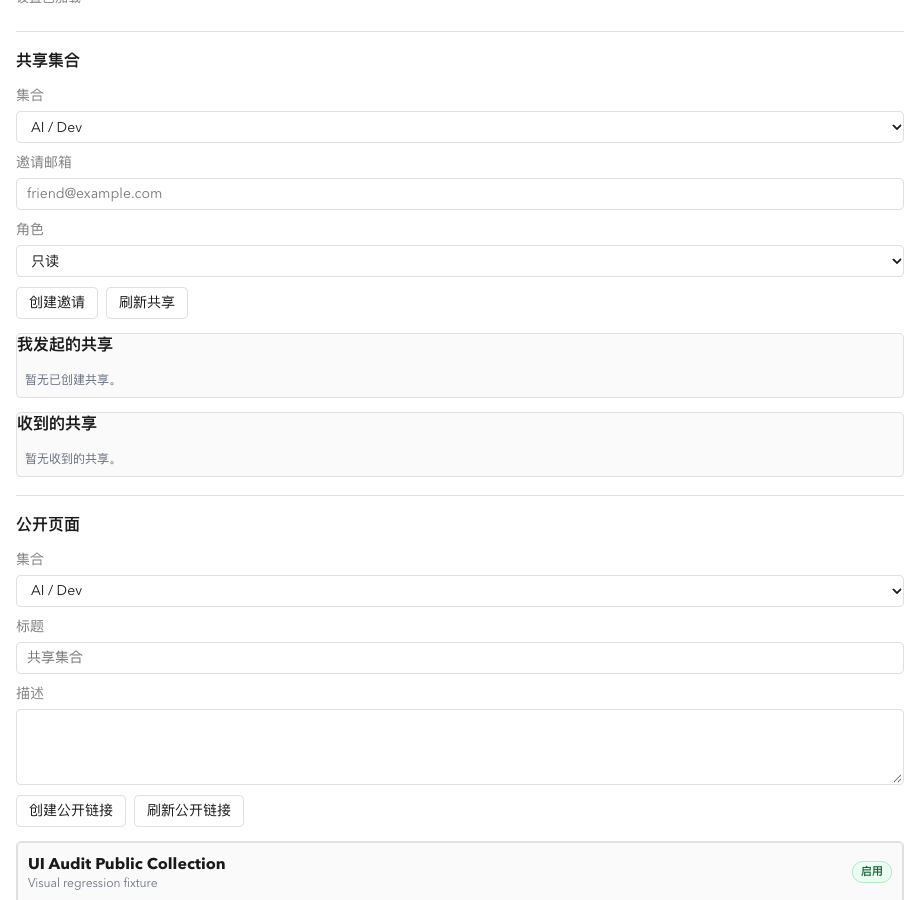 共享集合
集合
AI / Dev
邀请邮箱
friend@example.com
角色
只读
创建邀请 刷新共享
我发起的共享
暂无已创建共享。
收到的共享
暂无收到的共享。
公开页面
集合
AI / Dev
标题
共享集合
描述
创建公开链接 刷新公开链接
UI Audit Public Collection
启用
Visual regression fixture